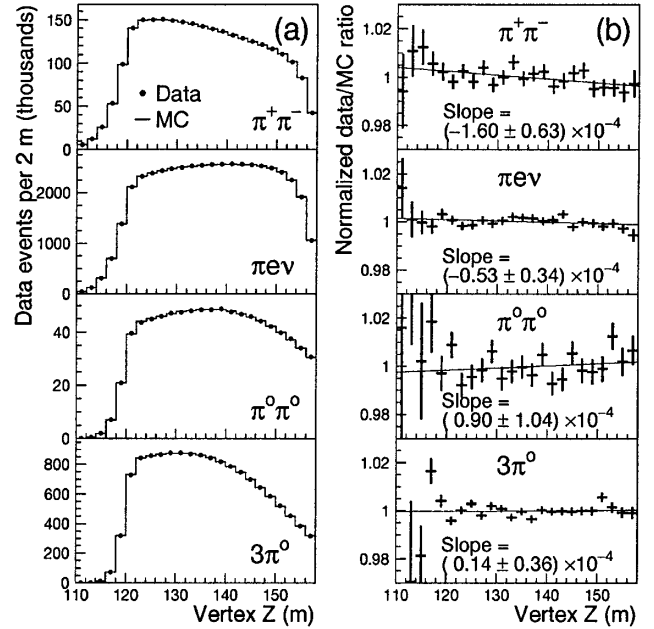 Data events per 2 m (thousands)
(a)
150
100
50
0
Data
MC
π⁺π⁻
2000
1000
0
πeν
40
20
0
π⁰π⁰
800
600
400
200
0
3π⁰
110 120 130 140 150
Vertex Z (m)
Normalized data/MC ratio
(b)
1.02
1
0.98
π⁺π⁻
Slope =
(−1.60 ± 0.63) ×10⁻⁴
1.02
1
0.98
πeν
Slope =
(−0.53 ± 0.34) ×10⁻⁴
1.02
1
0.98
π⁰π⁰
Slope =
( 0.90 ± 1.04) ×10⁻⁴
1.02
1
0.98
3π⁰
Slope =
( 0.14 ± 0.36) ×10⁻⁴
110 120 130 140 150
Vertex Z (m)